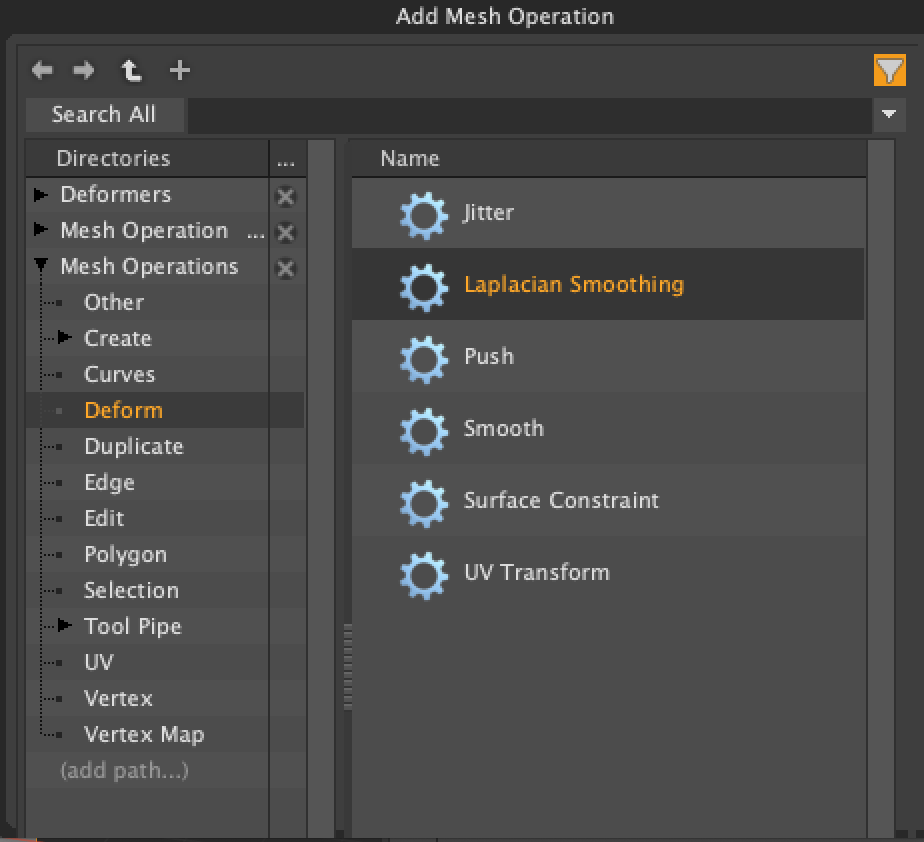 Add Mesh Operation
Search All
Directories ...
Name
Deformers
Mesh Operation ...
Mesh Operations
Other
Create
Curves
Deform
Duplicate
Edge
Edit
Polygon
Selection
Tool Pipe
UV
Vertex
Vertex Map
(add path...)
Jitter
Laplacian Smoothing
Push
Smooth
Surface Constraint
UV Transform